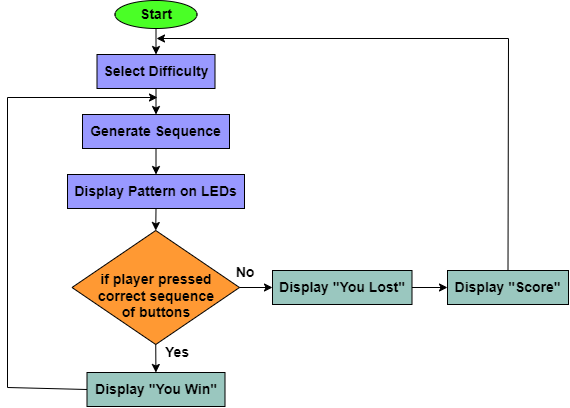 Start
Select Difficulty
Generate Sequence
Display Pattern on LEDs
if player pressed
correct sequence
of buttons
No
Display "You Lost"
Display "Score"
Yes
Display "You Win"